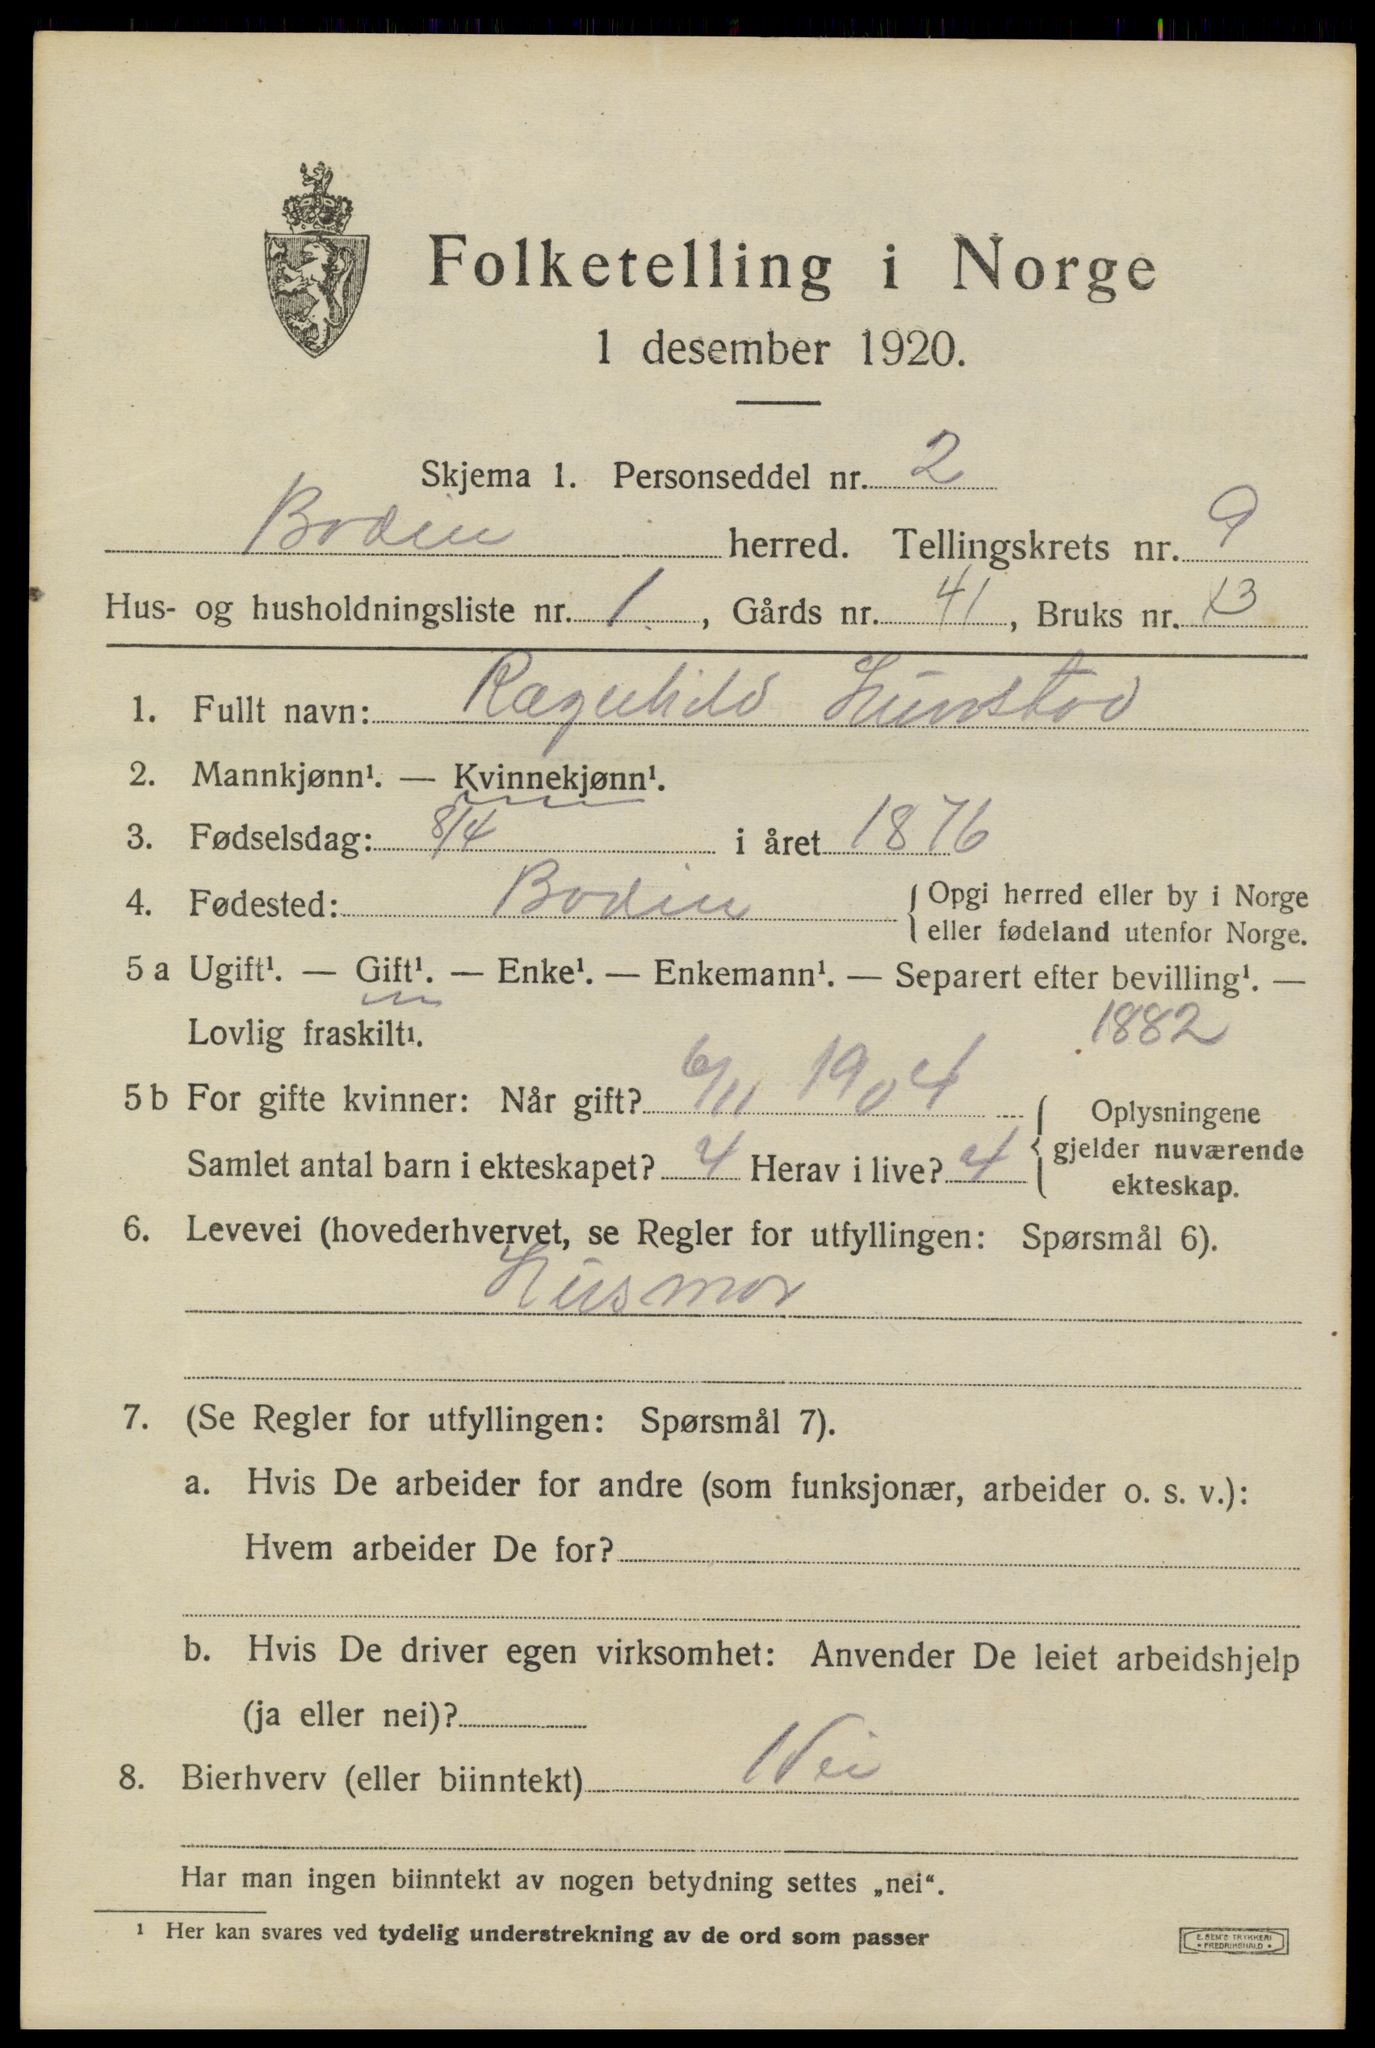 Folketelling i Norge
1 desember 1920.
Skjema 1. Personseddel nr. 2
Bodin herred. Tellingskrets nr. 9
Hus- og husholdningsliste nr. 1, Gårds nr. 41, Bruks nr. 13
1. Fullt navn: Ragnhild Hunstad
2. Mannkjønn¹. — Kvinnekjønn¹.
3. Fødselsdag: 8/4 i året 1876
4. Fødested: Bodin { Opgi herred eller by i Norge
eller fødeland utenfor Norge.
5 a Ugift¹. — Gift¹. — Enke¹. — Enkemann¹. — Separert efter bevilling¹. —
Lovlig fraskilt¹. 1882
5 b For gifte kvinner: Når gift? 6/11 1904 { Oplysningene
gjelder nuværende
ekteskap.
Samlet antal barn i ekteskapet? 4 Herav i live? 4
6. Levevei (hovederhvervet, se Regler for utfyllingen: Spørsmål 6).
Husmor
7. (Se Regler for utfyllingen: Spørsmål 7).
a. Hvis De arbeider for andre (som funksjonær, arbeider o. s. v.):
Hvem arbeider De for?
b. Hvis De driver egen virksomhet: Anvender De leiet arbeidshjelp
(ja eller nei)?
8. Bierhverv (eller biinntekt) Nei
Har man ingen biinntekt av nogen betydning settes „nei“.
¹ Her kan svares ved tydelig understrekning av de ord som passer
E. SEM'S TRYKKERI
* FREDRIKSHALD *